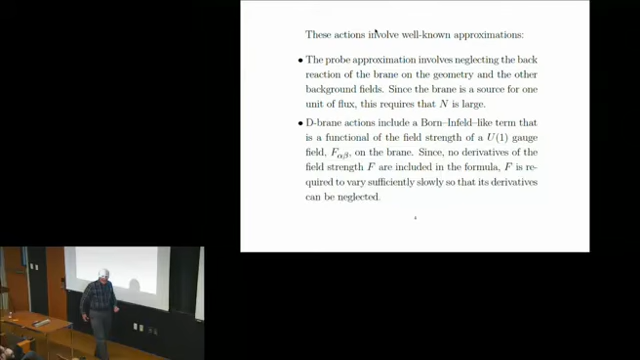 These actions involve well-known approximations:
• The probe approximation involves neglecting the back
reaction of the brane on the geometry and the other
background fields. Since the brane is a source for one
unit of flux, this requires that N is large.
• D-brane actions include a Born–Infeld–like term that
is a functional of the field strength of a U(1) gauge
field, F_{αβ}, on the brane. Since, no derivatives of the
field strength F are included in the formula, F is re-
quired to vary sufficiently slowly so that its derivatives
can be neglected.